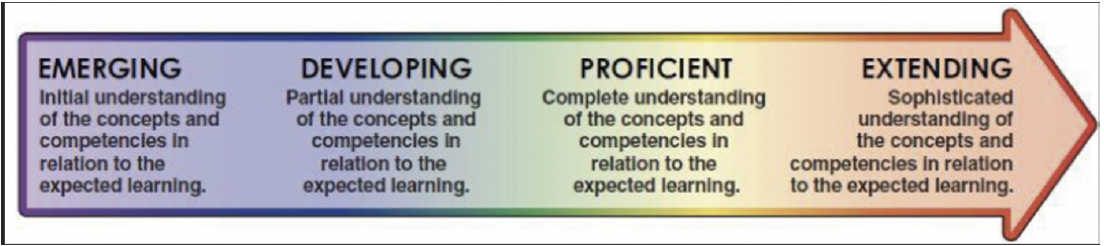 EMERGING
Initial understanding
of the concepts and
competencies in
relation to the
expected learning.
DEVELOPING
Partial understanding
of the concepts and
competencies in
relation to the
expected learning.
PROFICIENT
Complete understanding
of the concepts and
competencies in
relation to the
expected learning.
EXTENDING
Sophisticated
understanding of
the concepts and
competencies in relation
to the expected learning.